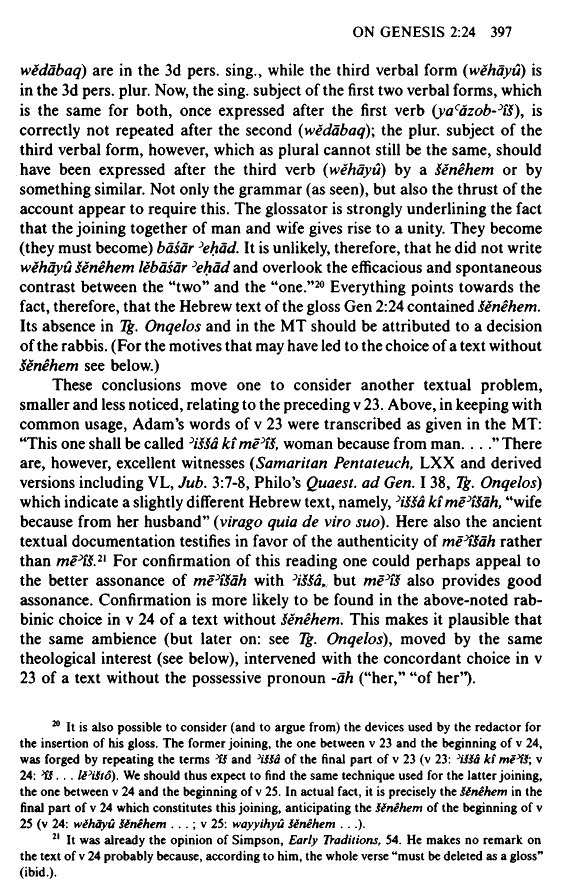 ON GENESIS 2:24 397
wĕdābaq) are in the 3d pers. sing., while the third verbal form (wĕhāyû) is
in the 3d pers. plur. Now, the sing. subject of the first two verbal forms, which
is the same for both, once expressed after the first verb (yaʿăzob-ʾîš), is
correctly not repeated after the second (wĕdābaq); the plur. subject of the
third verbal form, however, which as plural cannot still be the same, should
have been expressed after the third verb (wĕhāyû) by a šĕnêhem or by
something similar. Not only the grammar (as seen), but also the thrust of the
account appear to require this. The glossator is strongly underlining the fact
that the joining together of man and wife gives rise to a unity. They become
(they must become) bāśār ʾeḥād. It is unlikely, therefore, that he did not write
wĕhāyû šĕnêhem lĕbāśār ʾeḥād and overlook the efficacious and spontaneous
contrast between the “two” and the “one.”²⁰ Everything points towards the
fact, therefore, that the Hebrew text of the gloss Gen 2:24 contained šĕnêhem.
Its absence in Tg. Onqelos and in the MT should be attributed to a decision
of the rabbis. (For the motives that may have led to the choice of a text without
šĕnêhem see below.)
These conclusions move one to consider another textual problem,
smaller and less noticed, relating to the preceding v 23. Above, in keeping with
common usage, Adam’s words of v 23 were transcribed as given in the MT:
“This one shall be called ʾiššâ kî mēʾîš, woman because from man. . . .” There
are, however, excellent witnesses (Samaritan Pentateuch, LXX and derived
versions including VL, Jub. 3:7-8, Philo’s Quaest. ad Gen. I 38, Tg. Onqelos)
which indicate a slightly different Hebrew text, namely, ʾiššâ kî mēʾîšāh, “wife
because from her husband” (virago quia de viro suo). Here also the ancient
textual documentation testifies in favor of the authenticity of mēʾîšāh rather
than mēʾîš.²¹ For confirmation of this reading one could perhaps appeal to
the better assonance of mēʾîšāh with ʾiššâ, but mēʾîš also provides good
assonance. Confirmation is more likely to be found in the above-noted rab-
binic choice in v 24 of a text without šĕnêhem. This makes it plausible that
the same ambience (but later on: see Tg. Onqelos), moved by the same
theological interest (see below), intervened with the concordant choice in v
23 of a text without the possessive pronoun -āh (“her,” “of her”).
²⁰ It is also possible to consider (and to argue from) the devices used by the redactor for
the insertion of his gloss. The former joining, the one between v 23 and the beginning of v 24,
was forged by repeating the terms ʾîš and ʾiššâ of the final part of v 23 (v 23: ʾiššâ kî mēʾîš; v
24: ʾîš . . . lĕʾištô). We should thus expect to find the same technique used for the latter joining,
the one between v 24 and the beginning of v 25. In actual fact, it is precisely the šĕnêhem in the
final part of v 24 which constitutes this joining, anticipating the šĕnêhem of the beginning of v
25 (v 24: wĕhāyû šĕnêhem . . . ; v 25: wayyihyû šĕnêhem . . .).
²¹ It was already the opinion of Simpson, Early Traditions, 54. He makes no remark on
the text of v 24 probably because, according to him, the whole verse “must be deleted as a gloss”
(ibid.).